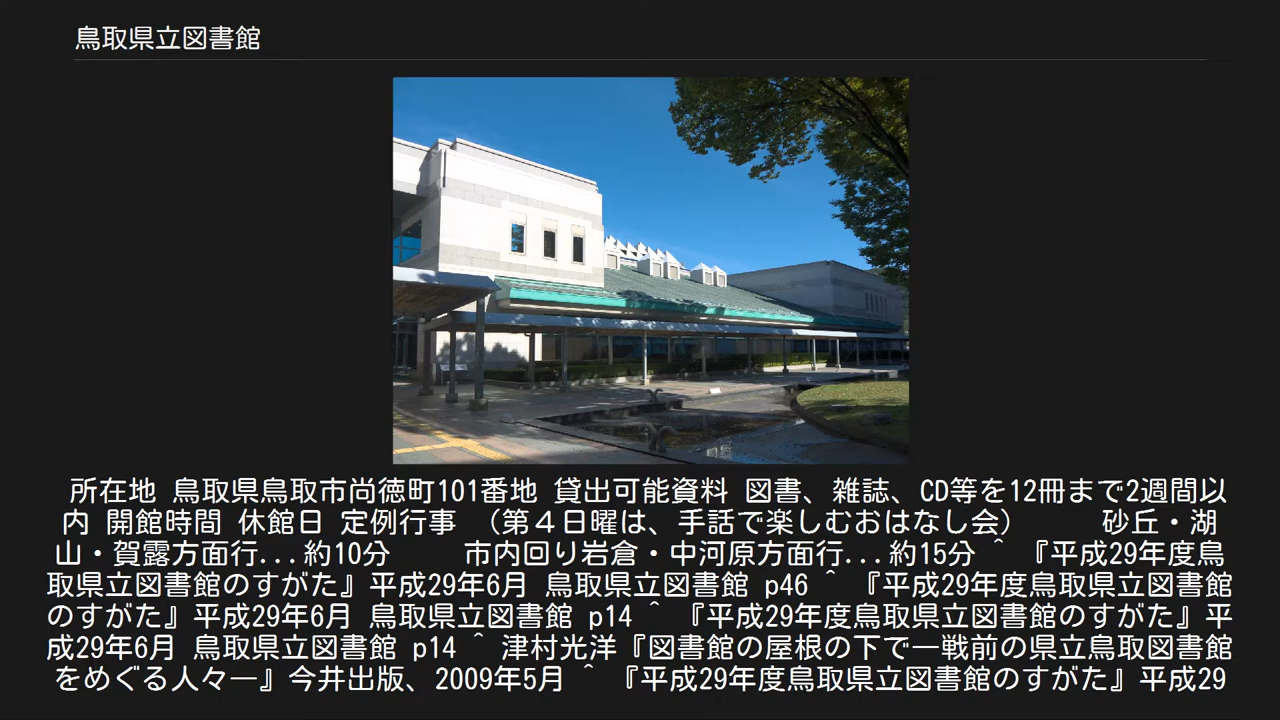 鳥取県立図書館
所在地 鳥取県鳥取市尚徳町101番地 貸出可能資料 図書、雑誌、CD等を12冊まで2週間以
内 開館時間 休館日 定例行事 （第４日曜は、手話で楽しむおはなし会） 砂丘・湖
山・賀露方面行...約10分 市内回り岩倉・中河原方面行...約15分 ^ 『平成29年度鳥
取県立図書館のすがた』平成29年6月 鳥取県立図書館 p46 ^ 『平成29年度鳥取県立図書館
のすがた』平成29年6月 鳥取県立図書館 p14 ^ 『平成29年度鳥取県立図書館のすがた』平
成29年6月 鳥取県立図書館 p14 ^ 津村光洋『図書館の屋根の下で―戦前の県立鳥取図書館
をめぐる人々―』今井出版、2009年5月 ^ 『平成29年度鳥取県立図書館のすがた』平成29